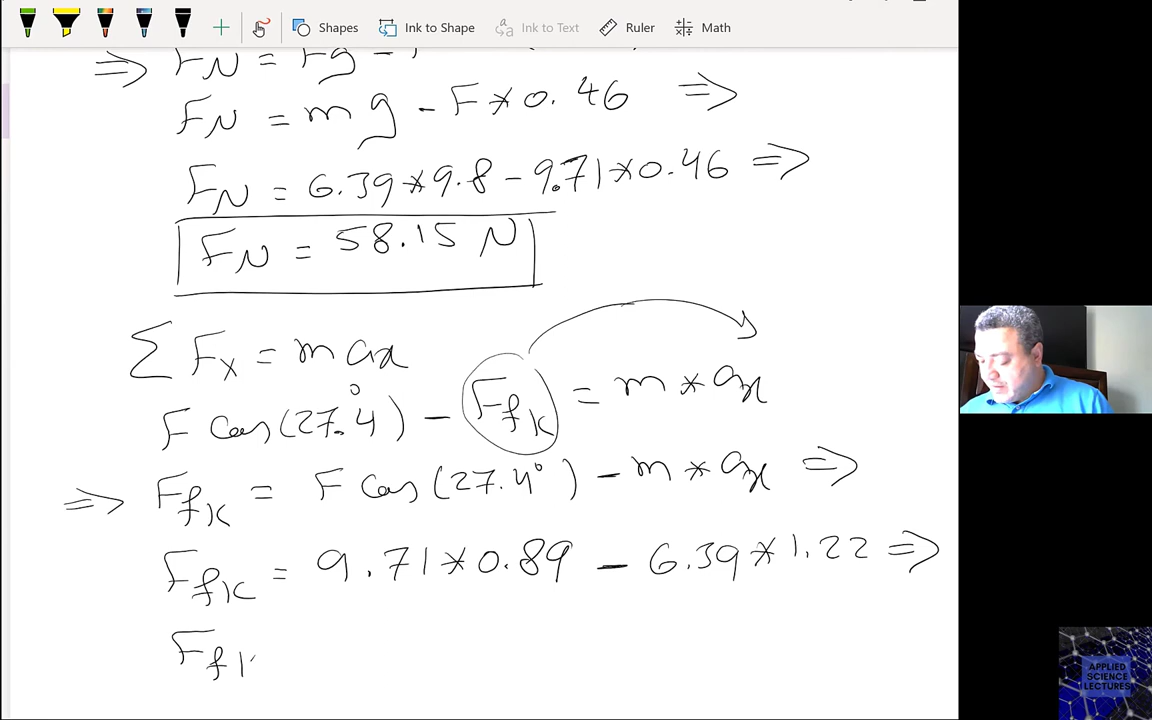 Shapes Ink to Shape Ink to Text Ruler Math
=> FN = Fg -
FN = mg - F * 0.46 =>
FN = 6.39 * 9.8 - 9.71 * 0.46 =>
FN = 58.15 N
Σ Fx = m ax
F Cos(27.4°) - Ffk = m * ax
=> Ffk = F Cos(27.4°) - m * ax =>
Ffk = 9.71 * 0.89 - 6.39 * 1.22 =>
Ffk
APPLIED
SCIENCE
LECTURES